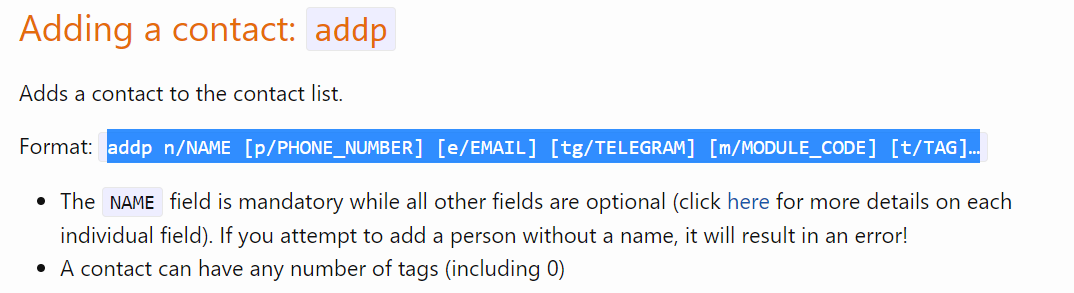 Adding a contact: addp
Adds a contact to the contact list.
Format: addp n/NAME [p/PHONE_NUMBER] [e/EMAIL] [tg/TELEGRAM] [m/MODULE_CODE] [t/TAG]…
• The NAME field is mandatory while all other fields are optional (click here for more details on each
individual field). If you attempt to add a person without a name, it will result in an error!
• A contact can have any number of tags (including 0)